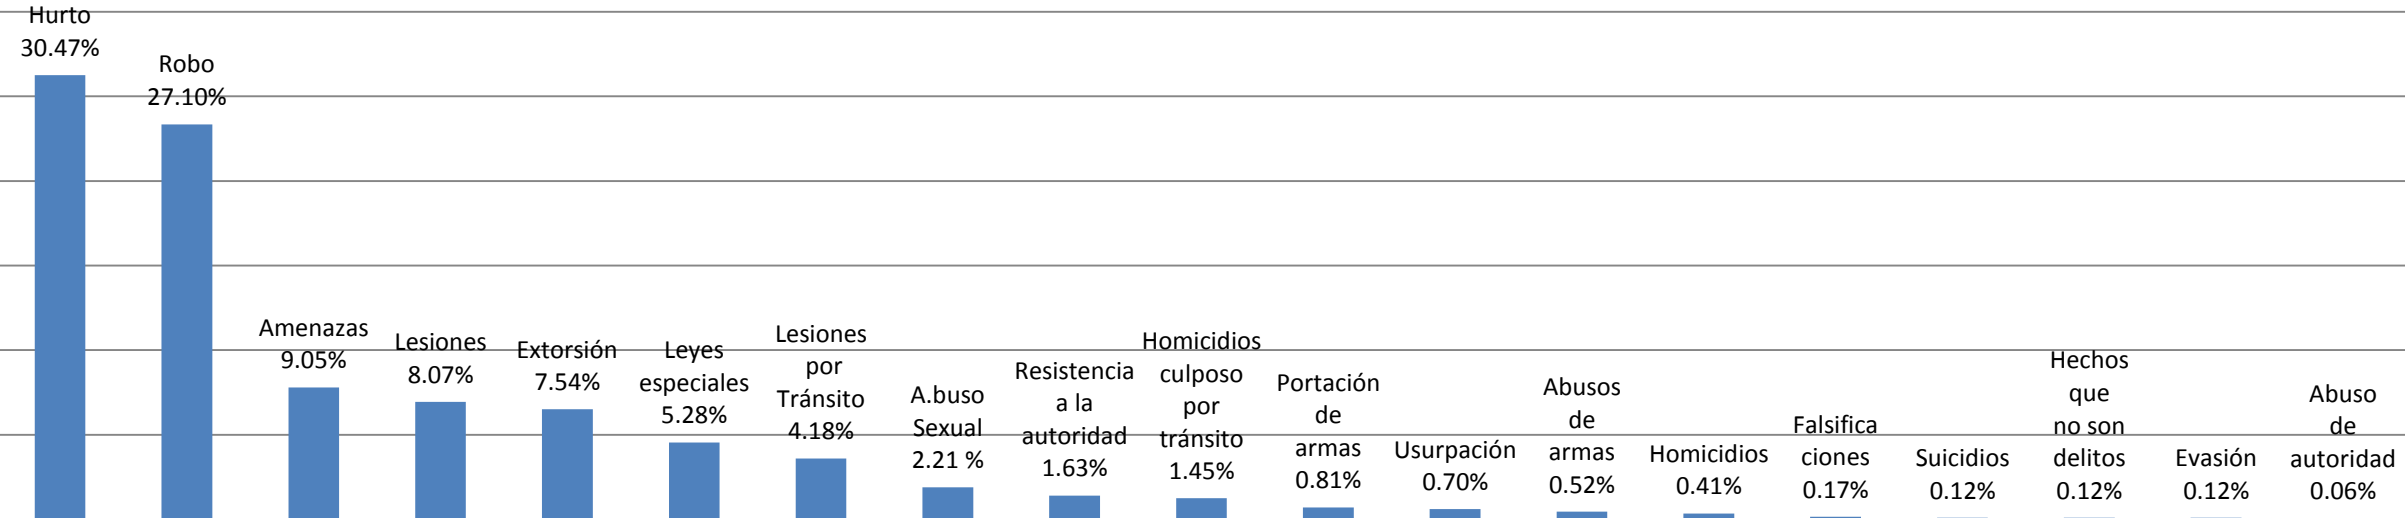 Hurto
30.47%
Robo
27.10%
Amenazas
9.05%
Lesiones
8.07%
Extorsión
7.54%
Leyes
especiales
5.28%
Lesiones
por
Tránsito
4.18%
A.buso
Sexual
2.21 %
Resistencia
a la
autoridad
1.63%
Homicidios
culposo
por
tránsito
1.45%
Portación
de
armas
0.81%
Usurpación
0.70%
Abusos
de
armas
0.52%
Homicidios
0.41%
Falsifica
ciones
0.17%
Suicidios
0.12%
Hechos
que
no son
delitos
0.12%
Evasión
0.12%
Abuso
de
autoridad
0.06%